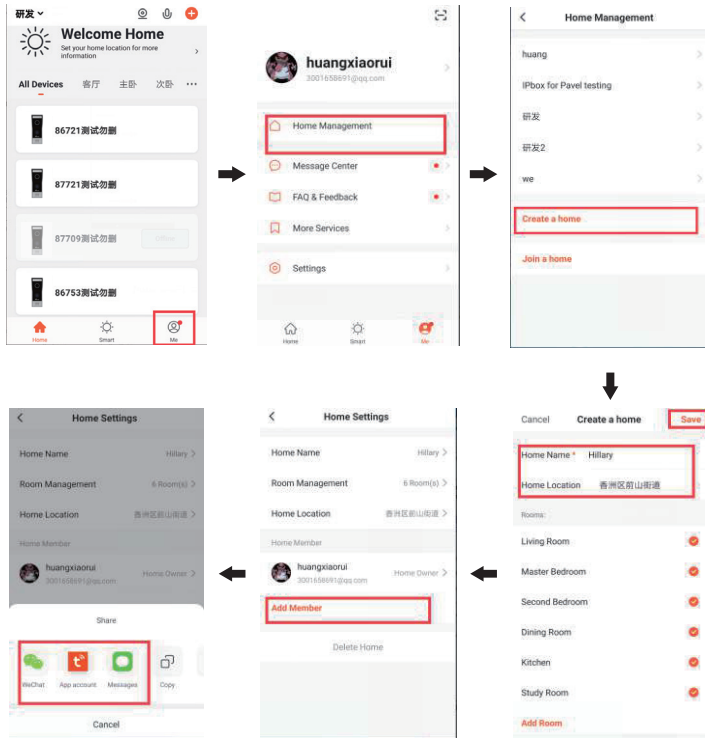 研发
Welcome Home
Set your home location for more
information
All Devices 客厅 主卧 次卧 ···
86721测试勿删
87721测试勿删
87709测试勿删
86753测试勿删
Home Smart Me
huangxiaorui
3001658691@qq.com
Home Management
Message Center
FAQ & Feedback
More Services
Settings
Home Smart Me
Home Management
huang
IPbox for Pavel testing
研发
研发2
we
Create a home
Join a home
Cancel Create a home Save
Home Name * Hillary
Home Location 香洲区前山街道
Rooms:
Living Room
Master Bedroom
Second Bedroom
Dining Room
Kitchen
Study Room
Add Room
Home Settings
Home Name Hillary
Room Management 6 Room(s)
Home Location 香洲区前山街道
Home Member
huangxiaorui
3001658691@qq.com Home Owner
Add Member
Delete Home
Home Settings
Home Name Hillary
Room Management 6 Room(s)
Home Location 香洲区前山街道
Home Member
huangxiaorui
3001658691@qq.com Home Owner
Share
WeChat App account Messages Copy
Cancel